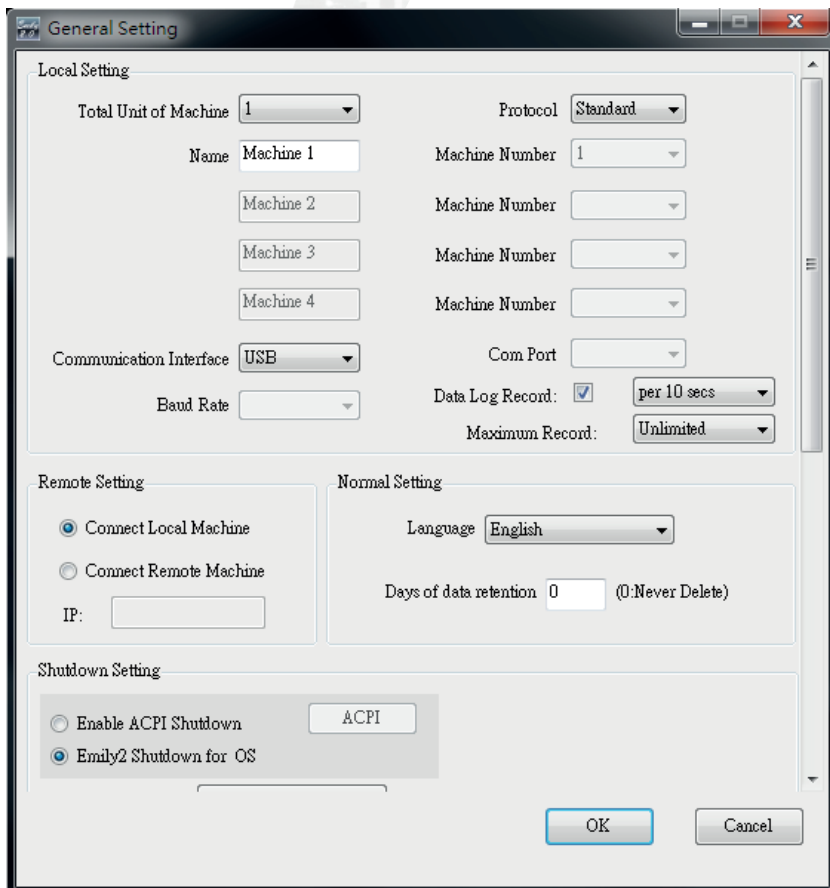 General Setting
Local Setting
Total Unit of Machine 1 Protocol Standard
Name Machine 1 Machine Number 1
Machine 2 Machine Number
Machine 3 Machine Number
Machine 4 Machine Number
Communication Interface USB Com Port
Baud Rate Data Log Record: per 10 secs
Maximum Record: Unlimited
Remote Setting
Connect Local Machine
Connect Remote Machine
IP:
Normal Setting
Language English
Days of data retention 0 (0:Never Delete)
Shutdown Setting
Enable ACPI Shutdown ACPI
Emily2 Shutdown for OS
OK Cancel